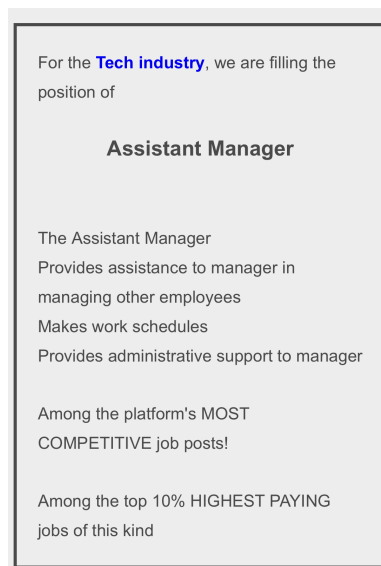 For the Tech industry, we are filling the
position of
Assistant Manager
The Assistant Manager
Provides assistance to manager in
managing other employees
Makes work schedules
Provides administrative support to manager
Among the platform's MOST
COMPETITIVE job posts!
Among the top 10% HIGHEST PAYING
jobs of this kind